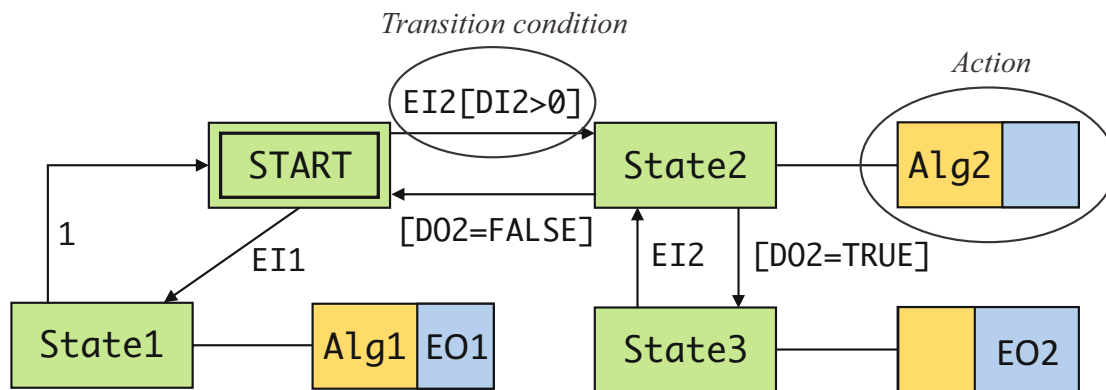 Transition condition
Action
EI2[DI2>0]
START
State2
Alg2
[DO2=FALSE]
1
EI1
EI2
[DO2=TRUE]
State1
Alg1
EO1
State3
EO2